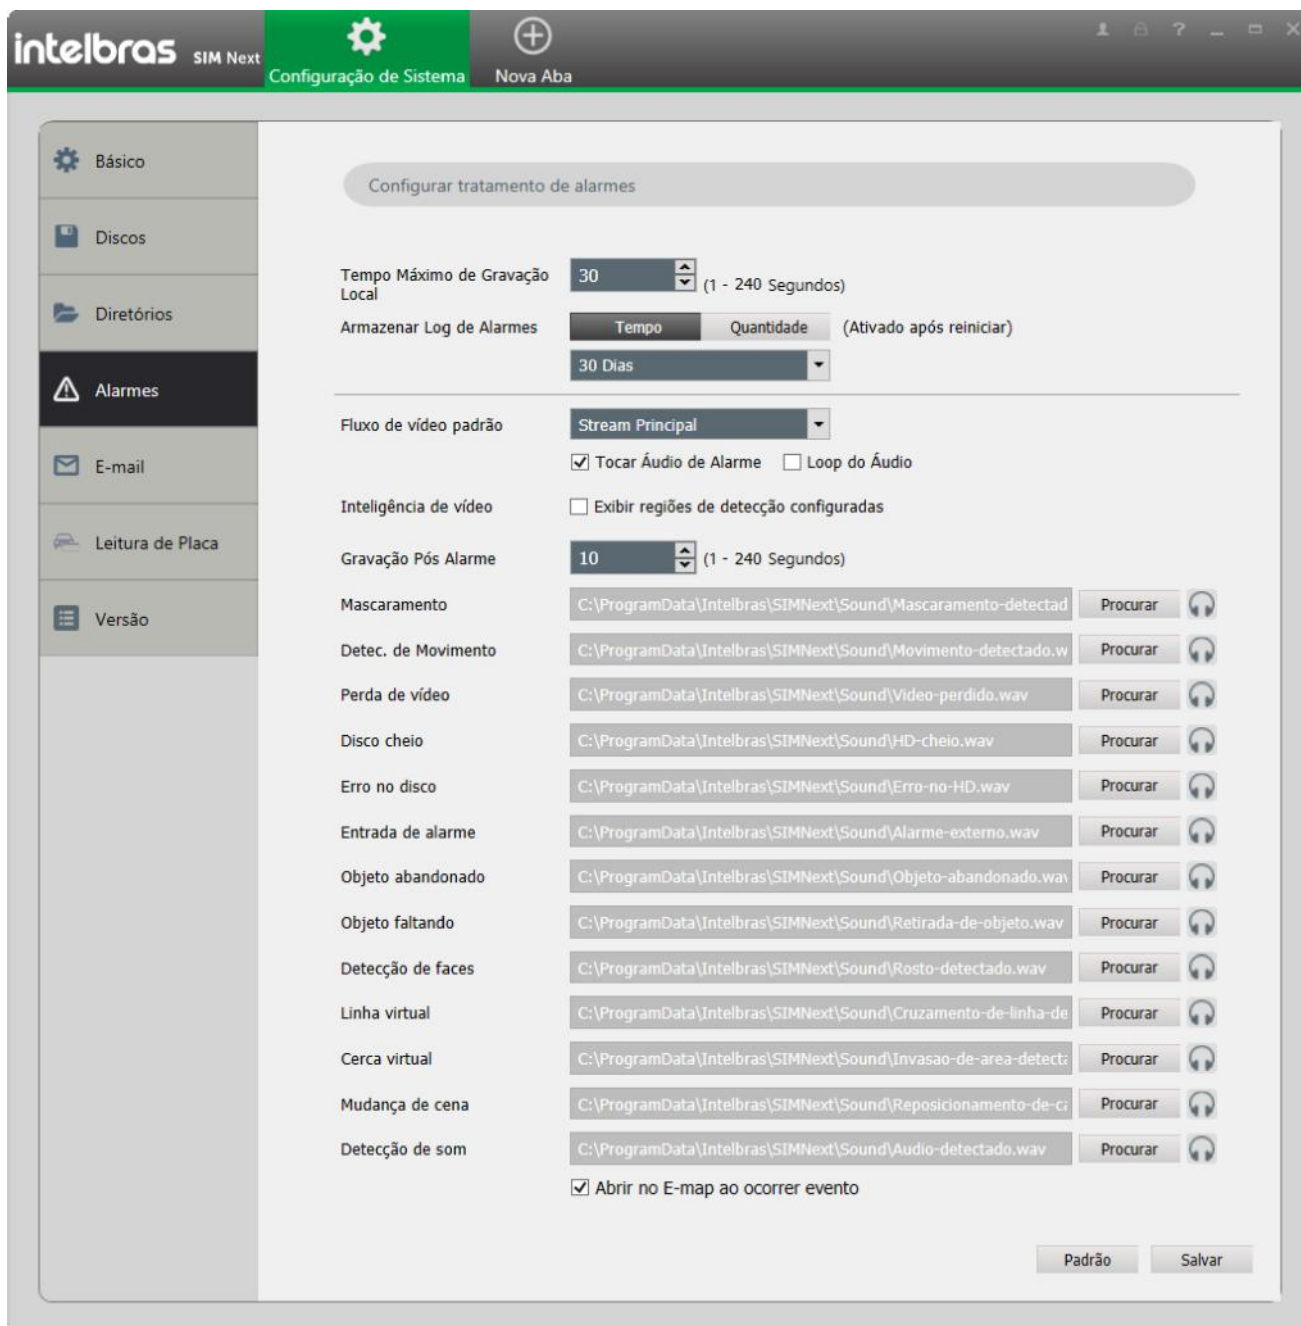 intelbras SIM Next
Configuração de Sistema
Nova Aba
?
Básico
Discos
Diretórios
Alarmes
E-mail
Leitura de Placa
Versão
Configurar tratamento de alarmes
Tempo Máximo de Gravação
Local
30 (1 - 240 Segundos)
Armazenar Log de Alarmes Tempo Quantidade (Ativado após reiniciar)
30 Dias
Fluxo de vídeo padrão Stream Principal
Tocar Áudio de Alarme Loop do Áudio
Inteligência de vídeo Exibir regiões de detecção configuradas
Gravação Pós Alarme 10 (1 - 240 Segundos)
Mascaramento C:\ProgramData\Intelbras\SIMNext\Sound\Mascaramento-detectad Procurar
Detec. de Movimento C:\ProgramData\Intelbras\SIMNext\Sound\Movimento-detectado.w Procurar
Perda de vídeo C:\ProgramData\Intelbras\SIMNext\Sound\Video-perdido.wav Procurar
Disco cheio C:\ProgramData\Intelbras\SIMNext\Sound\HD-cheio.wav Procurar
Erro no disco C:\ProgramData\Intelbras\SIMNext\Sound\Erro-no-HD.wav Procurar
Entrada de alarme C:\ProgramData\Intelbras\SIMNext\Sound\Alarme-externo.wav Procurar
Objeto abandonado C:\ProgramData\Intelbras\SIMNext\Sound\Objeto-abandonado.wav Procurar
Objeto faltando C:\ProgramData\Intelbras\SIMNext\Sound\Retirada-de-objeto.wav Procurar
Detecção de faces C:\ProgramData\Intelbras\SIMNext\Sound\Rosto-detectado.wav Procurar
Linha virtual C:\ProgramData\Intelbras\SIMNext\Sound\Cruzamento-de-linha-de Procurar
Cerca virtual C:\ProgramData\Intelbras\SIMNext\Sound\Invasao-de-area-detecta Procurar
Mudança de cena C:\ProgramData\Intelbras\SIMNext\Sound\Reposicionamento-de-ca Procurar
Detecção de som C:\ProgramData\Intelbras\SIMNext\Sound\Audio-detectado.wav Procurar
Abrir no E-map ao ocorrer evento
Padrão Salvar